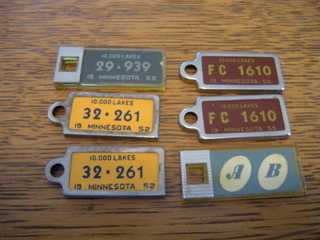 10,000 LAKES
29·939
19 MINNESOTA 53
10,000 LAKES
FC 1610
19 MINNESOTA 55
10,000 LAKES
32·261
19 MINNESOTA 52
10,000 LAKES
FC 1610
19 MINNESOTA 55
10,000 LAKES
32·261
19 MINNESOTA 52
A B